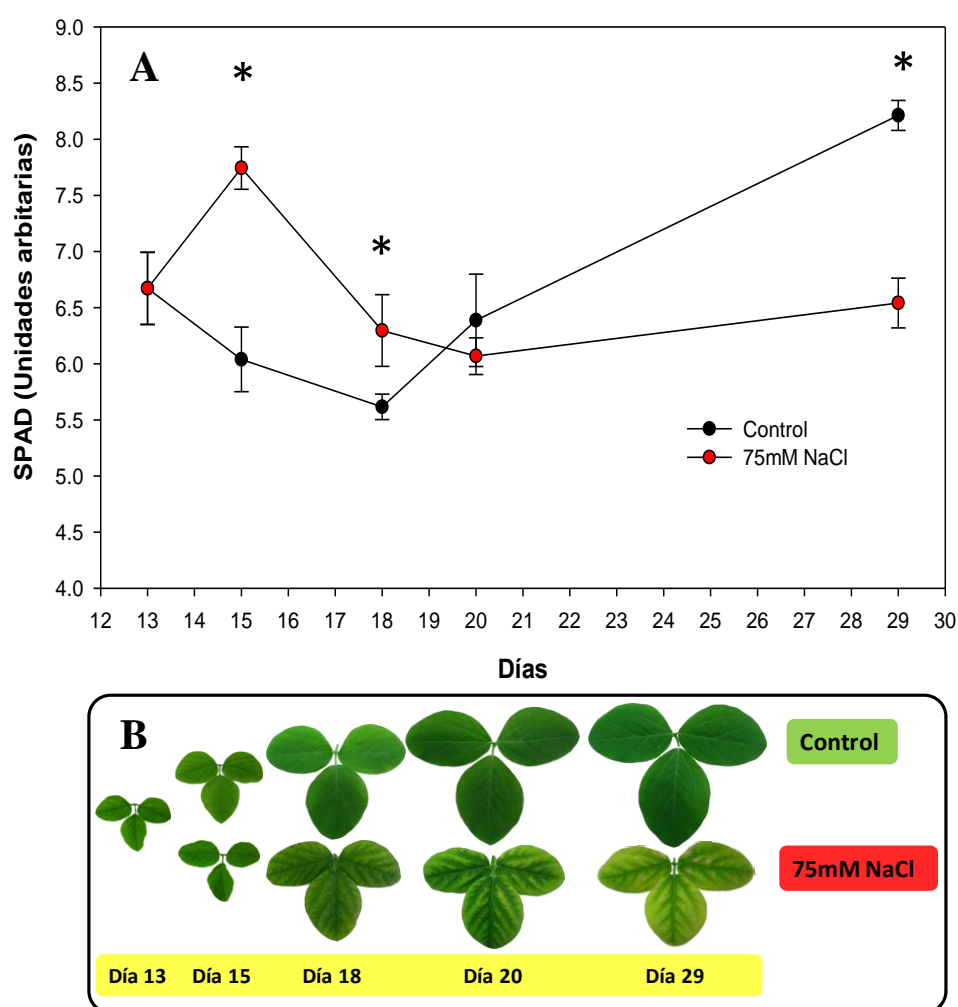 9.0
8.5
8.0
7.5
7.0
6.5
6.0
5.5
5.0
4.5
4.0
SPAD (Unidades arbitarias)
A
*
*
*
Control
75mM NaCl
12 13 14 15 16 17 18 19 20 21 22 23 24 25 26 27 28 29 30
Días
B
Control
75mM NaCl
Día 13 Día 15 Día 18 Día 20 Día 29